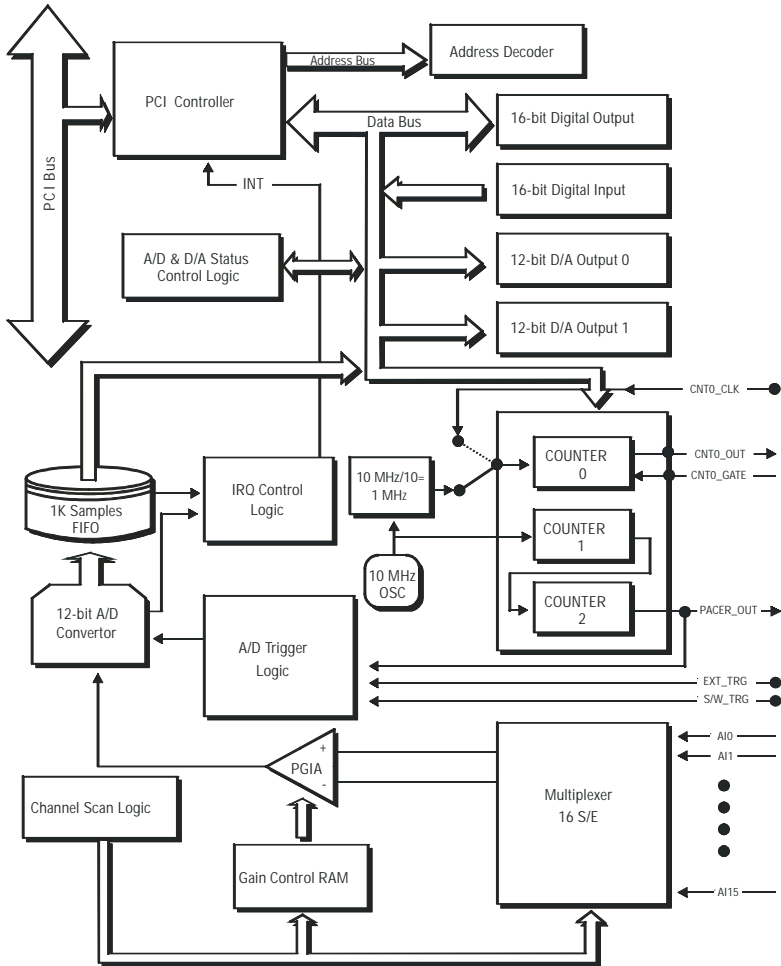 Address Decoder
Address Bus
PCI Controller
Data Bus
16-bit Digital Output
PCI Bus
INT
16-bit Digital Input
A/D & D/A Status
Control Logic
12-bit D/A Output 0
12-bit D/A Output 1
CNT0_CLK
COUNTER
0
CNT0_OUT
CNT0_GATE
10 MHz/10=
1 MHz
IRQ Control
Logic
1K Samples
FIFO
COUNTER
1
10 MHz
OSC
COUNTER
2
PACER_OUT
12-bit A/D
Convertor
A/D Trigger
Logic
EXT_TRG
S/W_TRG
AI0
AI1
+
PGIA
-
Multiplexer
16 S/E
Channel Scan Logic
Gain Control RAM
AI15